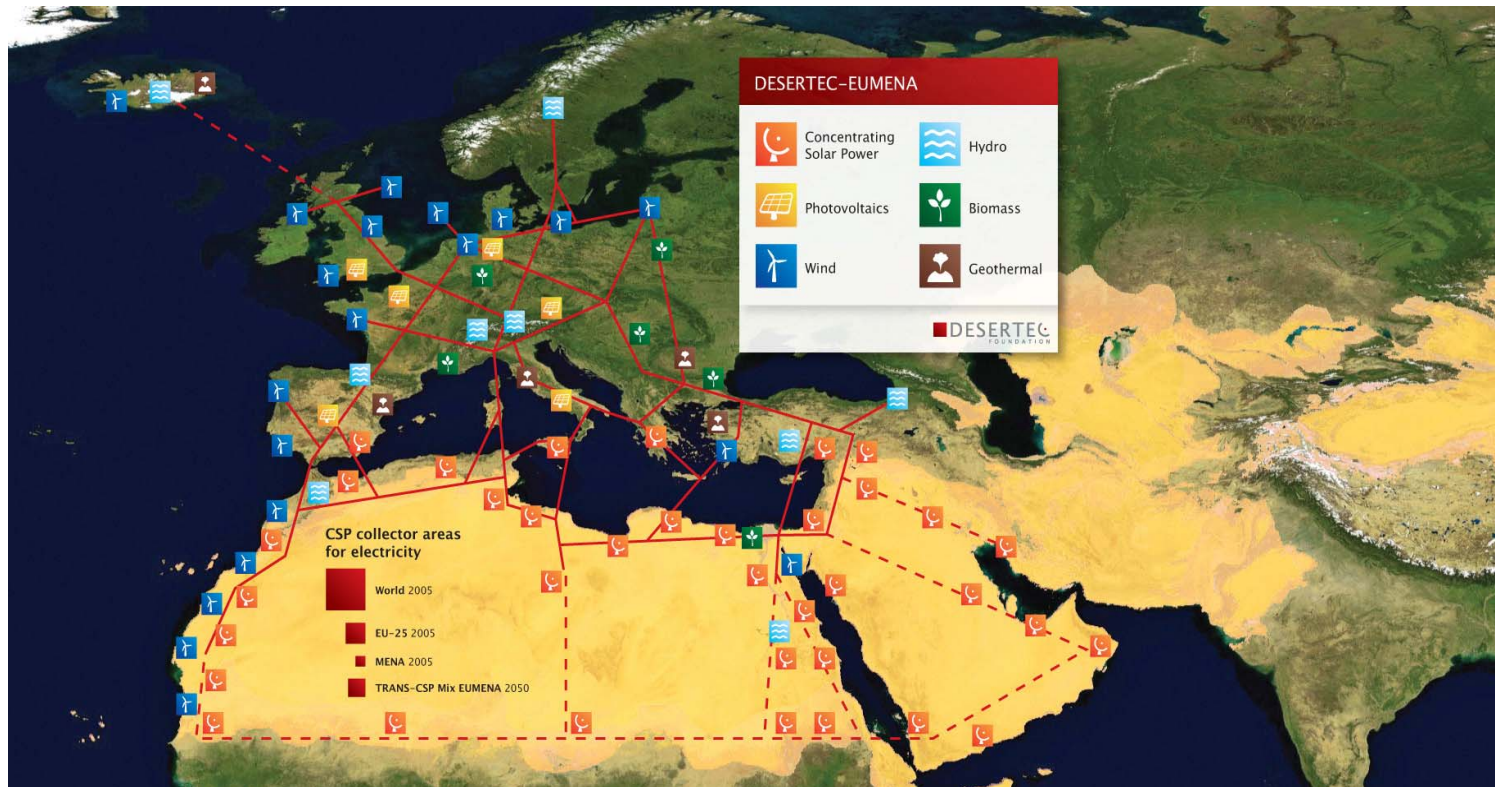 DESERTEC-EUMENA
Concentrating
Solar Power
Hydro
Photovoltaics
Biomass
Wind
Geothermal
DESERTEC
FOUNDATION
CSP collector areas
for electricity
World 2005
EU-25 2005
MENA 2005
TRANS-CSP Mix EUMENA 2050